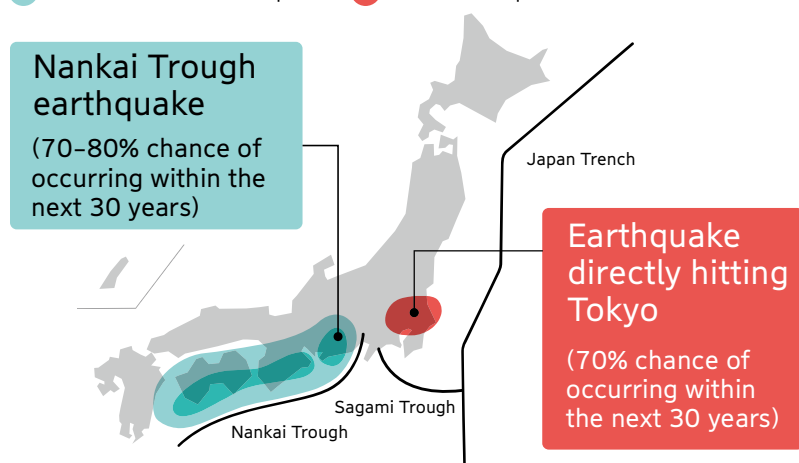 Nankai Trough
earthquake
(70–80% chance of
occurring within the
next 30 years)
Japan Trench
Earthquake
directly hitting
Tokyo
(70% chance of
occurring within
the next 30 years)
Sagami Trough
Nankai Trough